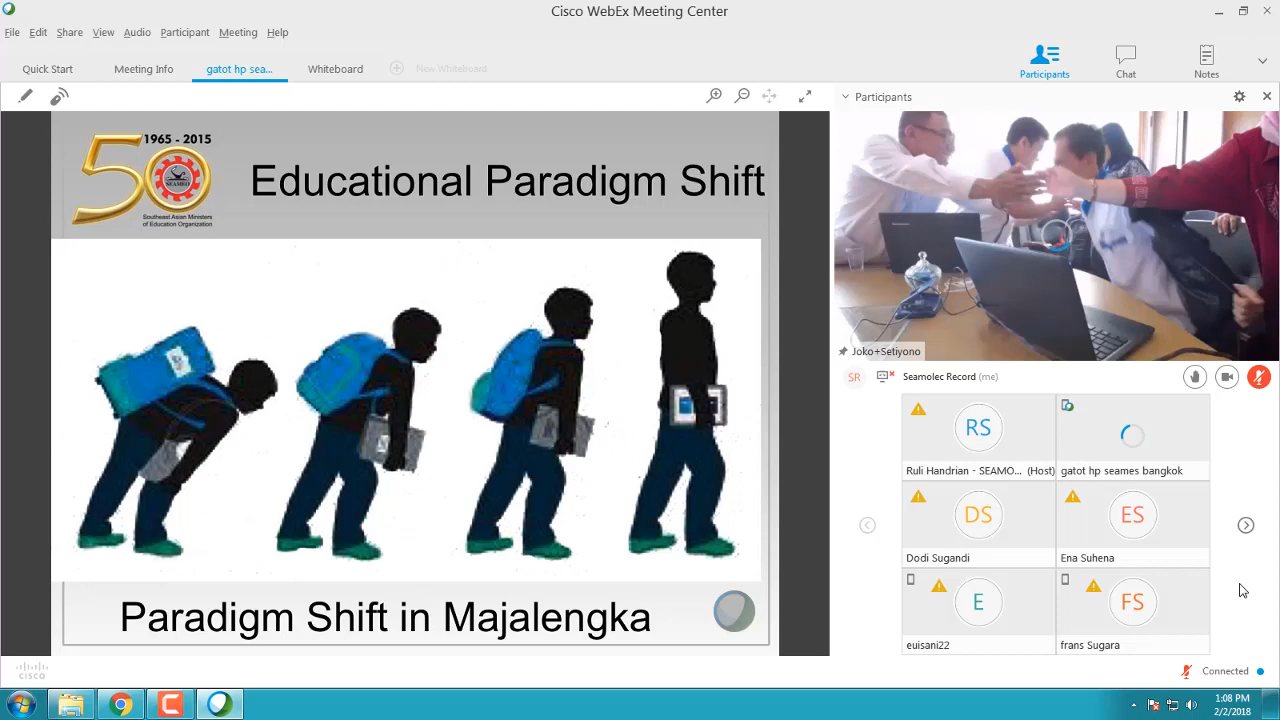 Cisco WebEx Meeting Center
File Edit Share View Audio Participant Meeting Help
Quick Start Meeting Info gatot hp sea... Whiteboard New Whiteboard
Participants Chat Notes
Participants
1965 - 2015
50
SEAMEO
Southeast Asian Ministers
of Education Organization
Educational Paradigm Shift
Paradigm Shift in Majalengka
Joko+Setiyono
SR Seamolec Record (me)
RS
Ruli Handrian - SEAMO... (Host) gatot hp seames bangkok
DS ES
Dodi Sugandi Ena Suhena
E FS
euisani22 frans Sugara
cisco
Connected
1:08 PM
2/2/2018